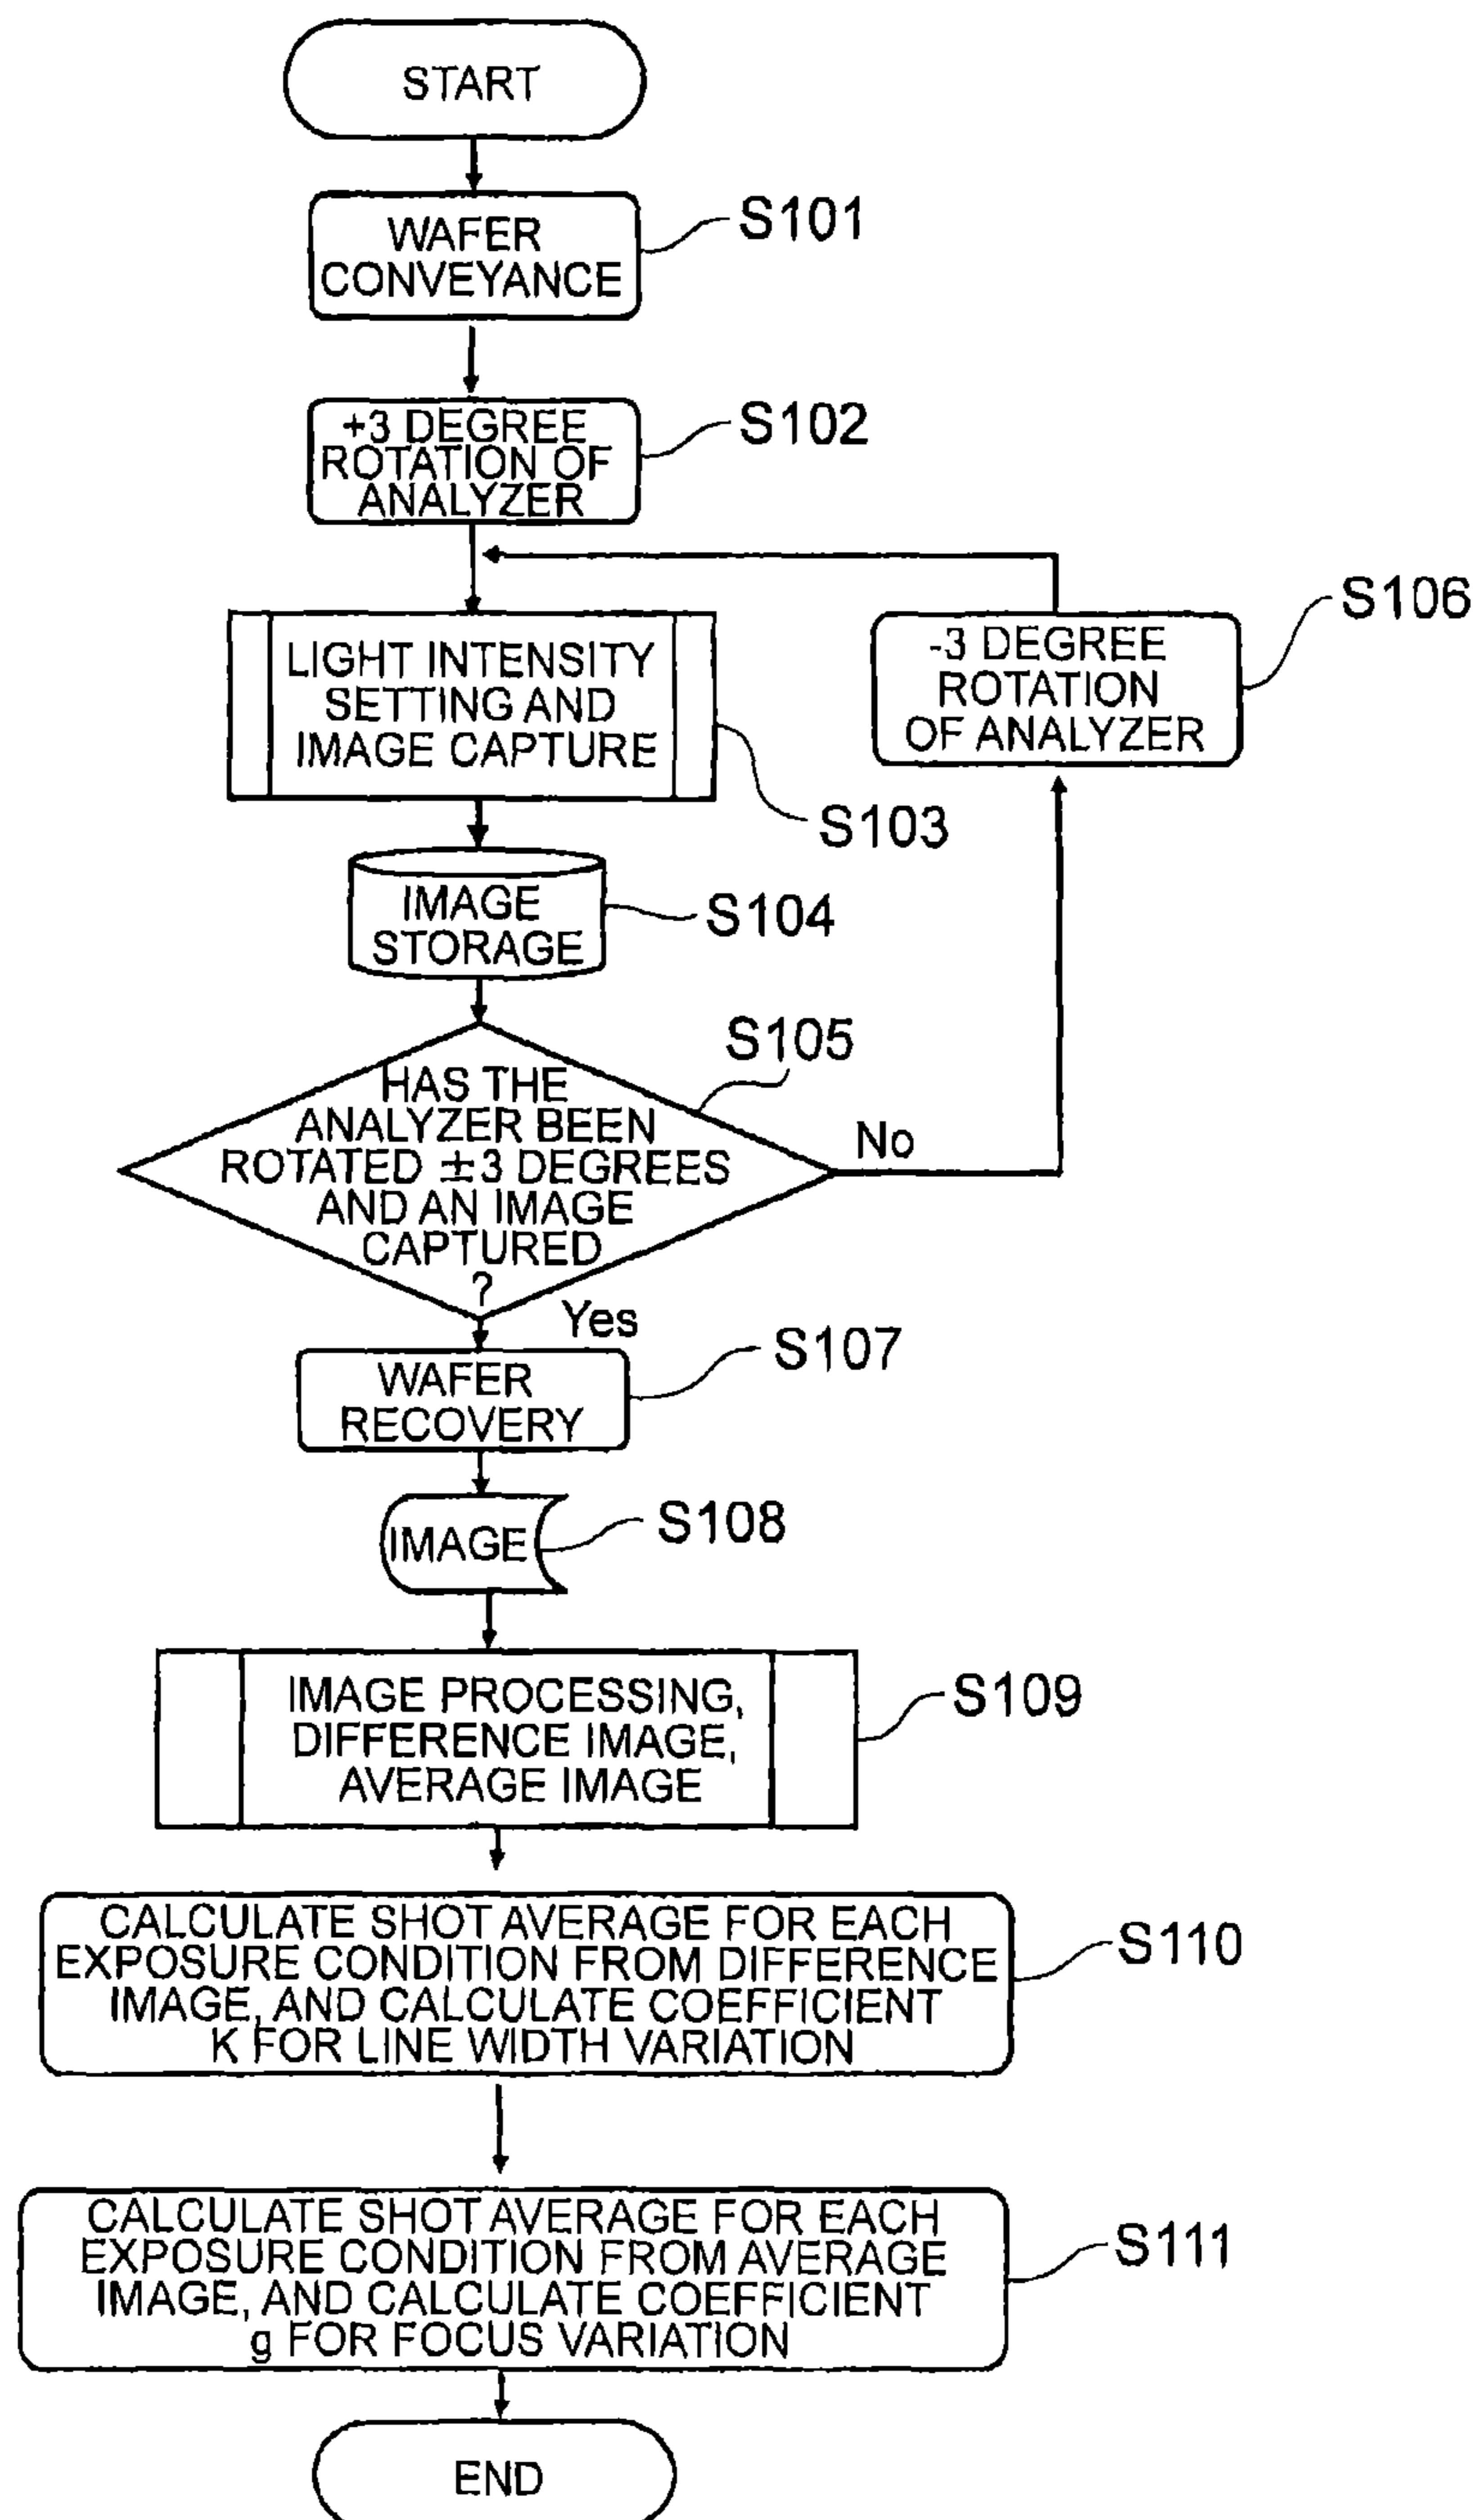 START
WAFER
CONVEYANCE
S101
+3 DEGREE
ROTATION OF
ANALYZER
S102
LIGHT INTENSITY
SETTING AND
IMAGE CAPTURE
S103
-3 DEGREE
ROTATION
OF ANALYZER
S106
IMAGE
STORAGE
S104
HAS THE
ANALYZER BEEN
ROTATED ±3 DEGREES
AND AN IMAGE
CAPTURED
?
S105
No
Yes
WAFER
RECOVERY
S107
IMAGE
S108
IMAGE PROCESSING,
DIFFERENCE IMAGE,
AVERAGE IMAGE
S109
CALCULATE SHOT AVERAGE FOR EACH
EXPOSURE CONDITION FROM DIFFERENCE
IMAGE, AND CALCULATE COEFFICIENT
K FOR LINE WIDTH VARIATION
S110
CALCULATE SHOT AVERAGE FOR EACH
EXPOSURE CONDITION FROM AVERAGE
IMAGE, AND CALCULATE COEFFICIENT
g FOR FOCUS VARIATION
S111
END